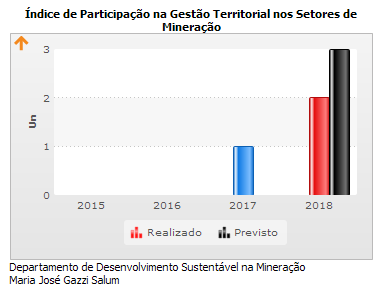 Índice de Participação na Gestão Territorial nos Setores de
Mineração
3
2
1
0
Un
2015 2016 2017 2018
Realizado Previsto
Departamento de Desenvolvimento Sustentável na Mineração
Maria José Gazzi Salum